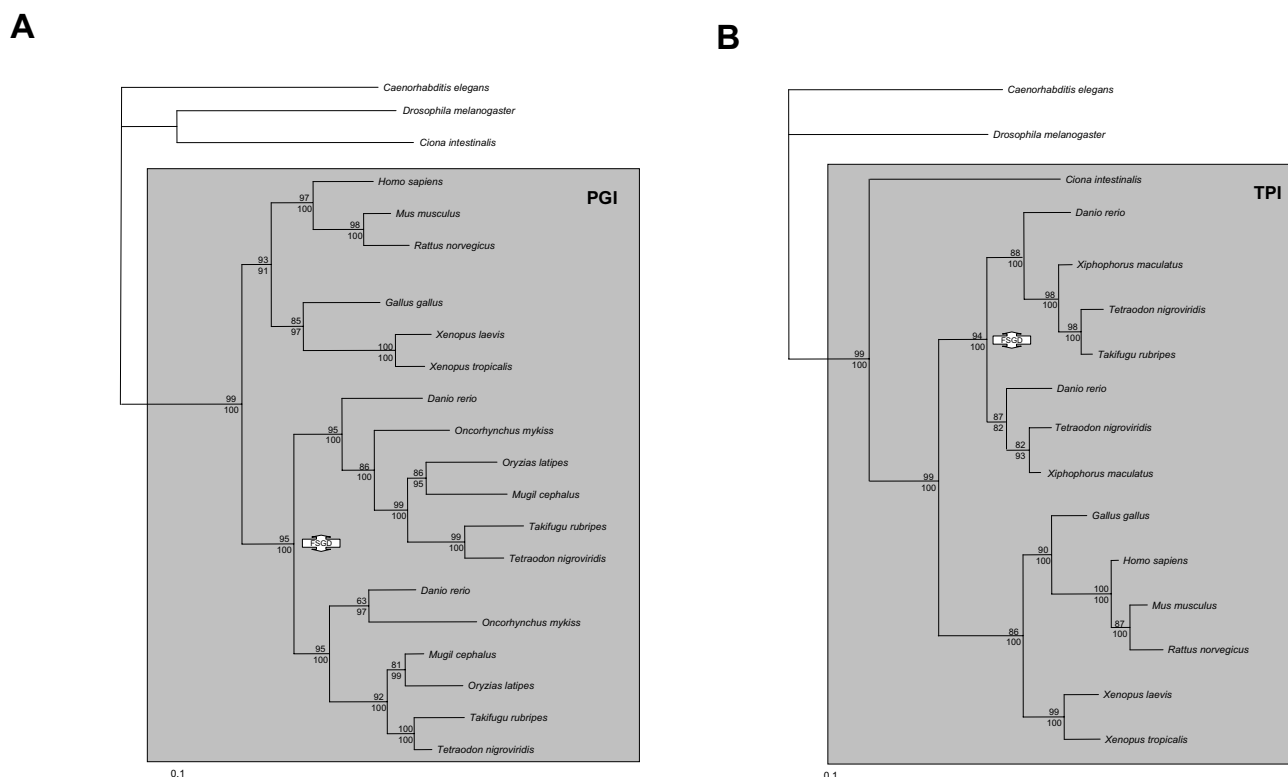 A
Caenorhabditis elegans
Drosophila melanogaster
Ciona intestinalis
PGI
Homo sapiens
97
100
Mus musculus
98
100
Rattus norvegicus
93
91
Gallus gallus
85
97
Xenopus laevis
100
100
Xenopus tropicalis
99
100
Danio rerio
95
100
Oncorhynchus mykiss
86
100
Oryzias latipes
86
95
Mugil cephalus
99
100
Takifugu rubripes
99
100
Tetraodon nigroviridis
95
100
FSGD
Danio rerio
63
97
Oncorhynchus mykiss
95
100
Mugil cephalus
81
99
Oryzias latipes
92
100
Takifugu rubripes
100
100
Tetraodon nigroviridis
0.1
B
Caenorhabditis elegans
Drosophila melanogaster
TPI
Ciona intestinalis
Danio rerio
88
100
Xiphophorus maculatus
98
100
Tetraodon nigroviridis
98
100
Takifugu rubripes
94
100
FSGD
99
100
Danio rerio
87
82
Tetraodon nigroviridis
82
93
Xiphophorus maculatus
99
100
Gallus gallus
90
100
Homo sapiens
100
100
Mus musculus
87
100
Rattus norvegicus
86
100
Xenopus laevis
99
100
Xenopus tropicalis
0.1